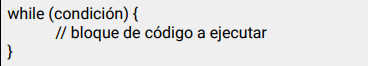 while (condición) {
// bloque de código a ejecutar
}